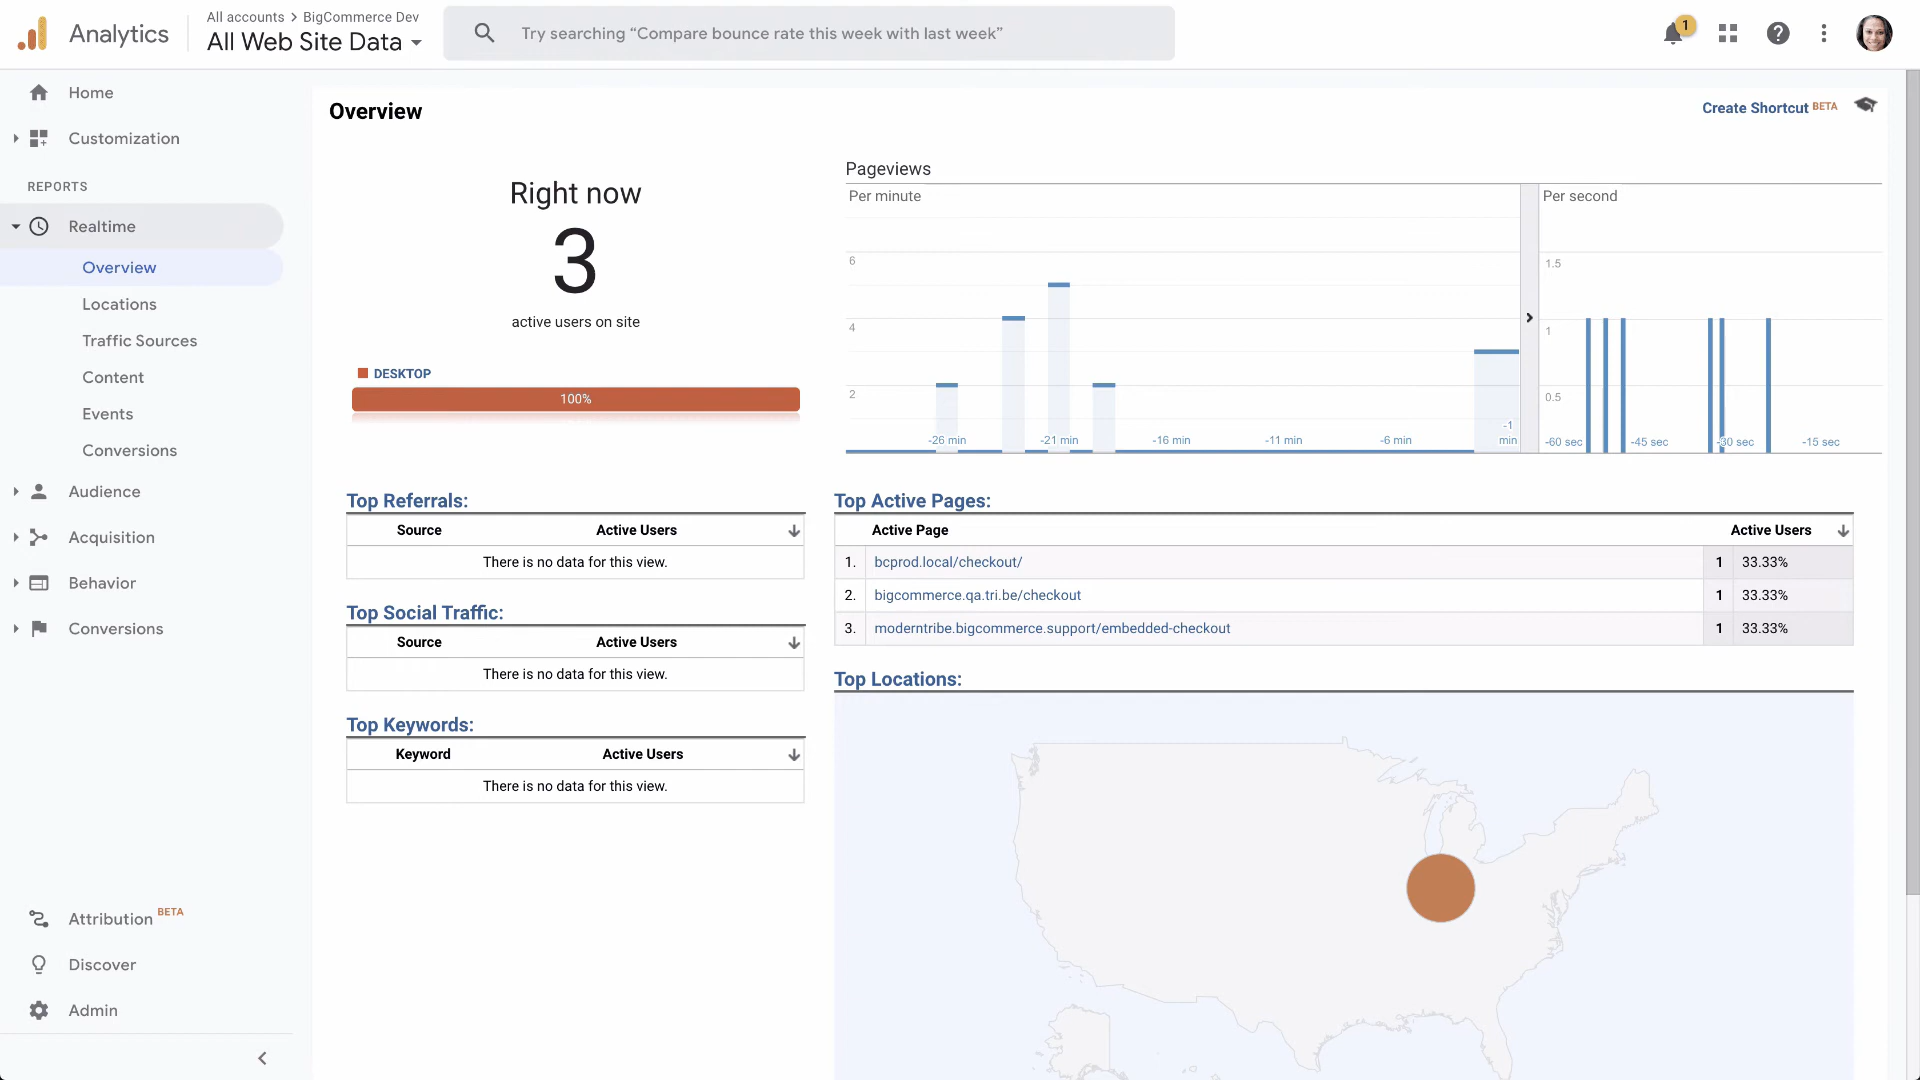 Analytics
All accounts > BigCommerce Dev
All Web Site Data
Try searching “Compare bounce rate this week with last week”
1
Home
Customization
REPORTS
Realtime
Overview
Locations
Traffic Sources
Content
Events
Conversions
Audience
Acquisition
Behavior
Conversions
Attribution BETA
Discover
Admin
Overview
Create Shortcut BETA
Right now
3
active users on site
DESKTOP
100%
Pageviews
Per minute
6
4
2
-26 min
-21 min
-16 min
-11 min
-6 min
-1
min
Per second
1.5
1
0.5
-60 sec
-45 sec
-30 sec
-15 sec
Top Referrals:
Source Active Users
There is no data for this view.
Top Social Traffic:
Source Active Users
There is no data for this view.
Top Keywords:
Keyword Active Users
There is no data for this view.
Top Active Pages:
Active Page Active Users
1. bcprod.local/checkout/ 1 33.33%
2. bigcommerce.qa.tri.be/checkout 1 33.33%
3. moderntribe.bigcommerce.support/embedded-checkout 1 33.33%
Top Locations: